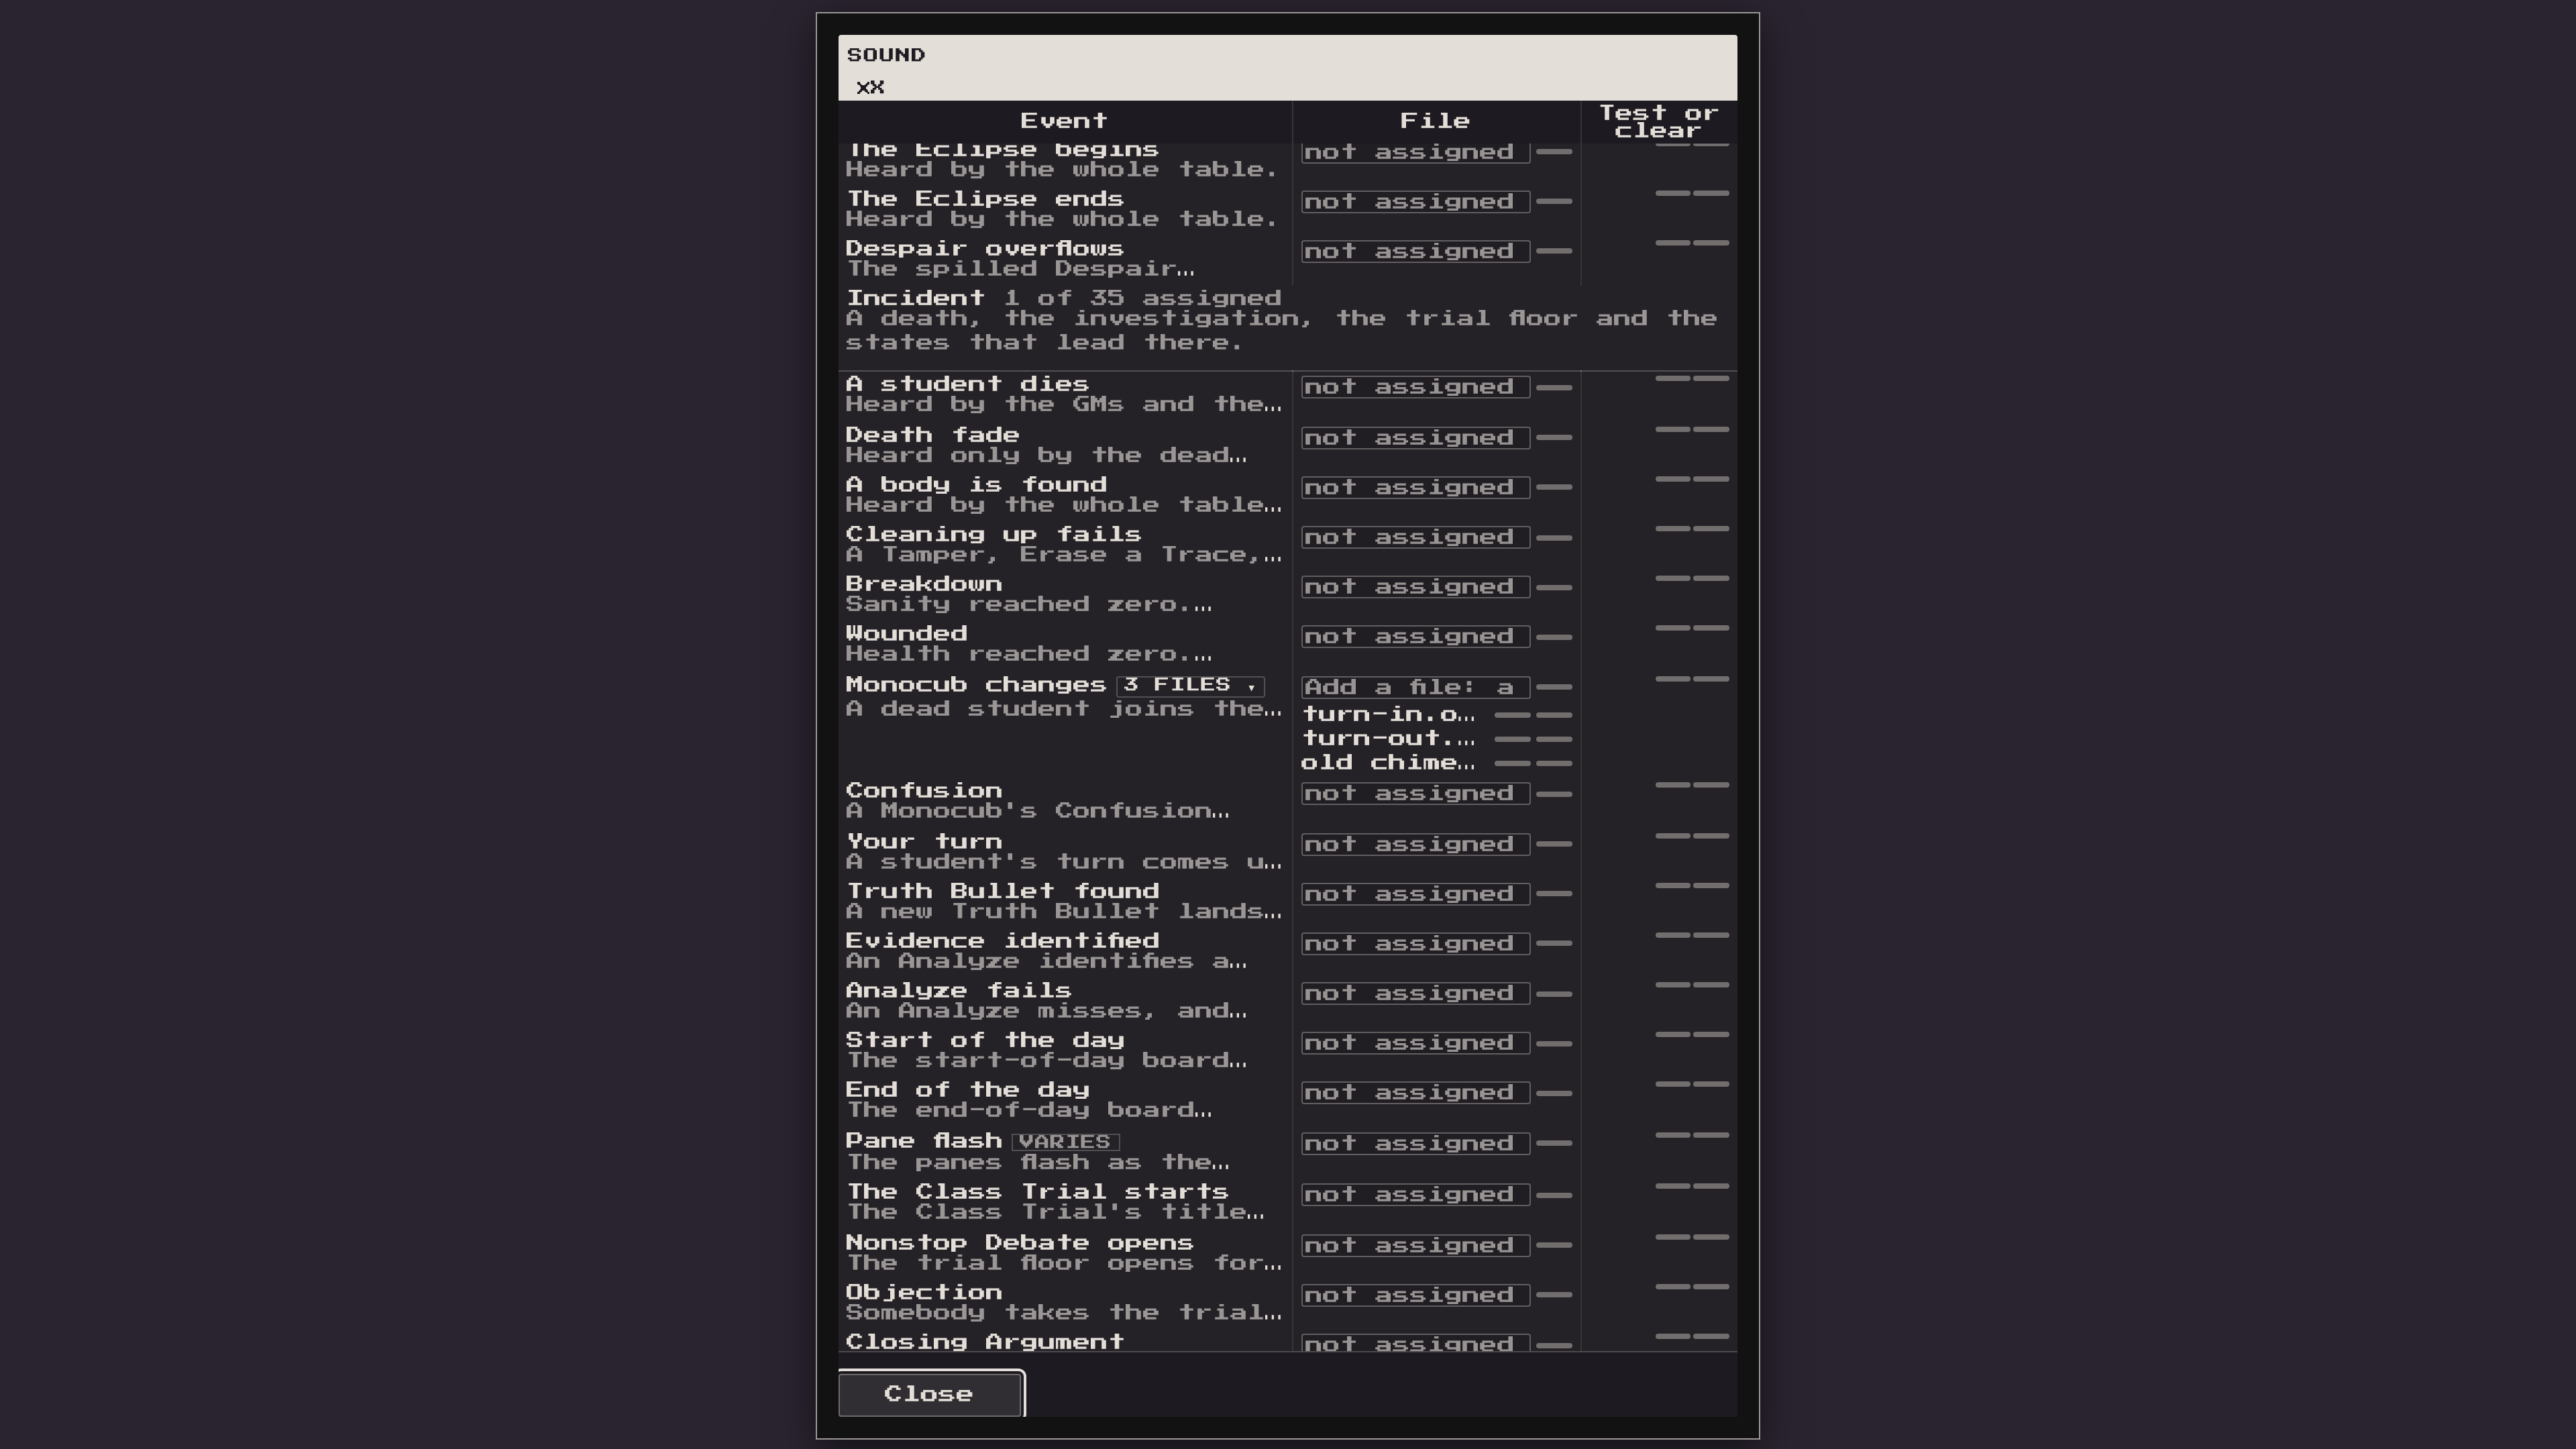 SOUND
xX
Event File Test or clear
The Eclipse begins not assigned
Heard by the whole table.
The Eclipse ends not assigned
Heard by the whole table.
Despair overflows not assigned
The spilled Despair…
Incident 1 of 35 assigned
A death, the investigation, the trial floor and the
states that lead there.
A student dies not assigned
Heard by the GMs and the…
Death fade not assigned
Heard only by the dead…
A body is found not assigned
Heard by the whole table…
Cleaning up fails not assigned
A Tamper, Erase a Trace,…
Breakdown not assigned
Sanity reached zero.…
Wounded not assigned
Health reached zero.…
Monocub changes 3 FILES ▾ Add a file: a
A dead student joins the… turn-in.o…
turn-out.…
old chime…
Confusion not assigned
A Monocub's Confusion…
Your turn not assigned
A student's turn comes u…
Truth Bullet found not assigned
A new Truth Bullet lands…
Evidence identified not assigned
An Analyze identifies a…
Analyze fails not assigned
An Analyze misses, and…
Start of the day not assigned
The start-of-day board…
End of the day not assigned
The end-of-day board…
Pane flash VARIES not assigned
The panes flash as the…
The Class Trial starts not assigned
The Class Trial's title…
Nonstop Debate opens not assigned
The trial floor opens for…
Objection not assigned
Somebody takes the trial…
Closing Argument not assigned
Close